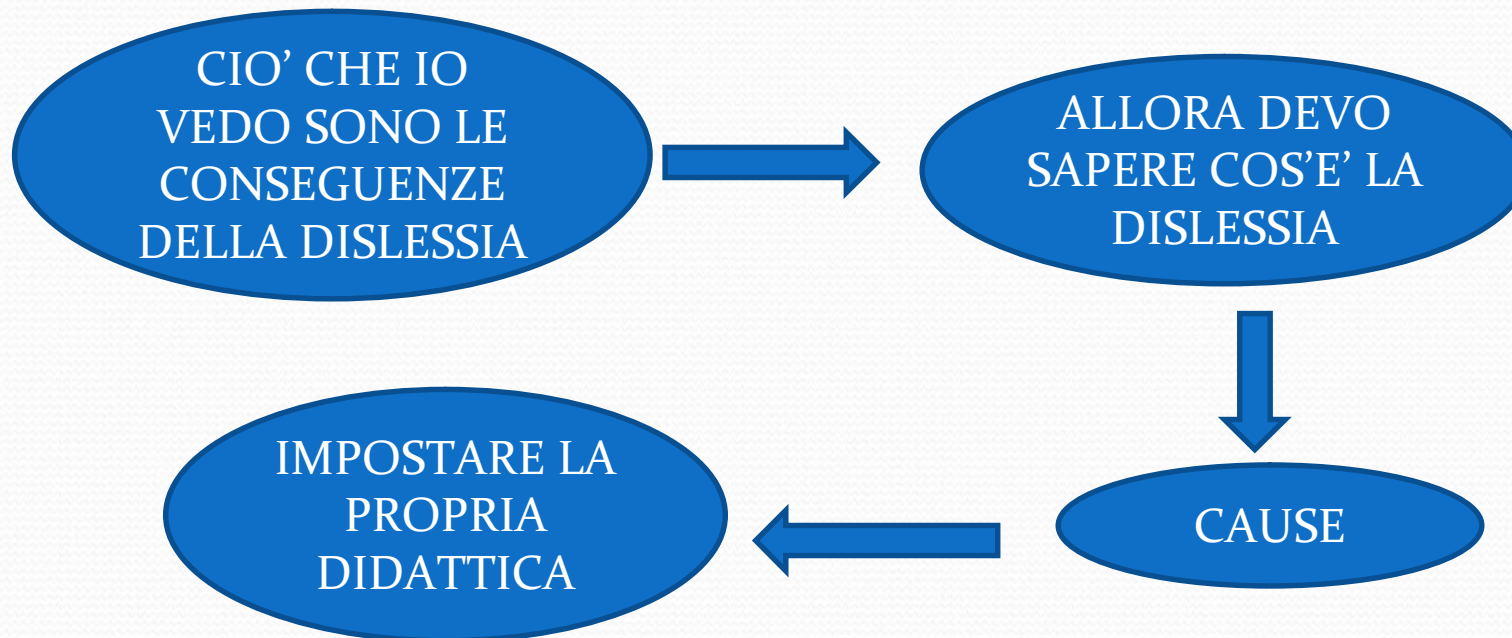 CIO’ CHE IO
VEDO SONO LE
CONSEGUENZE
DELLA DISLESSIA
ALLORA DEVO
SAPERE COS’E’ LA
DISLESSIA
CAUSE
IMPOSTARE LA
PROPRIA
DIDATTICA